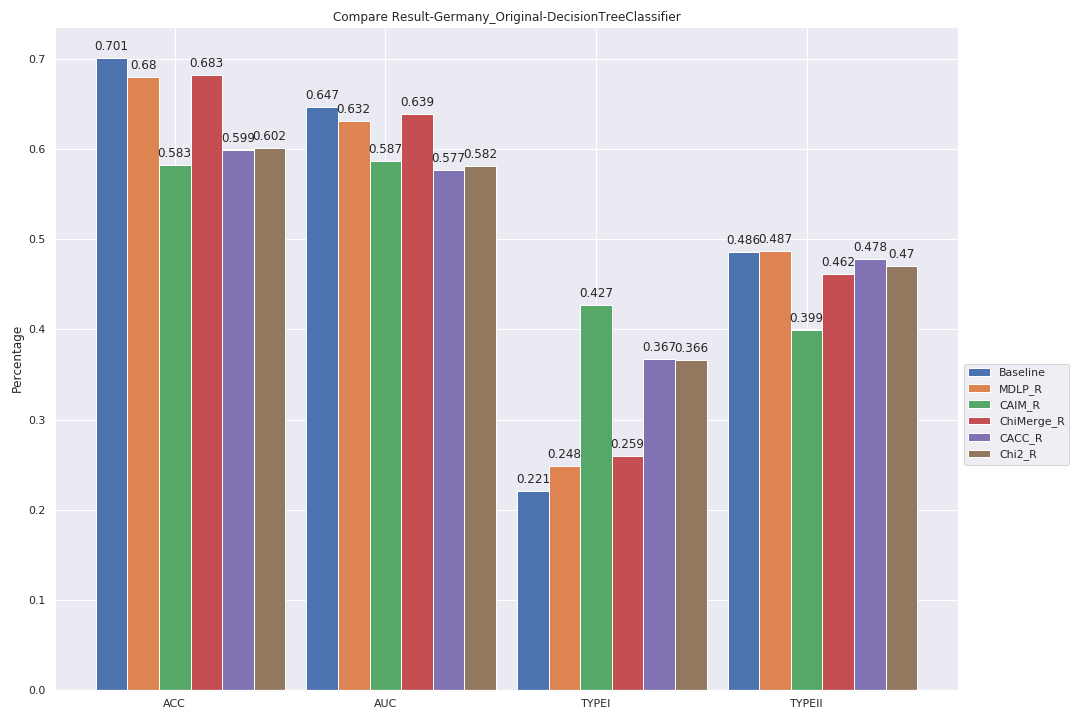 Compare Result-Germany_Original-DecisionTreeClassifier
Percentage
0.7
0.6
0.5
0.4
0.3
0.2
0.1
0.0
0.701
0.68
0.583
0.683
0.599
0.602
0.647
0.632
0.587
0.639
0.577
0.582
0.221
0.248
0.427
0.259
0.367
0.366
0.486
0.487
0.399
0.462
0.478
0.47
ACC
AUC
TYPEI
TYPEII
Baseline
MDLP_R
CAIM_R
ChiMerge_R
CACC_R
Chi2_R